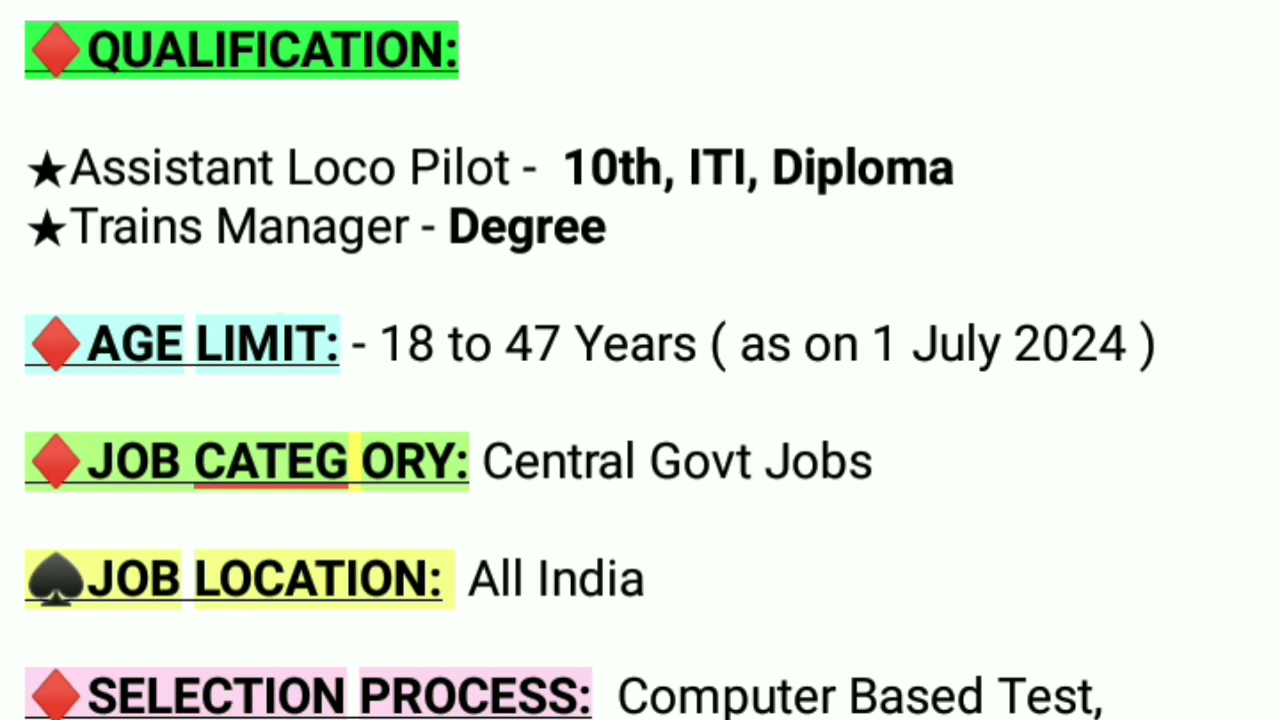 ♦️QUALIFICATION:
★Assistant Loco Pilot - 10th, ITI, Diploma
★Trains Manager - Degree
♦️AGE LIMIT: - 18 to 47 Years ( as on 1 July 2024 )
♦️JOB CATEG ORY: Central Govt Jobs
♠️JOB LOCATION: All India
♦️SELECTION PROCESS: Computer Based Test,